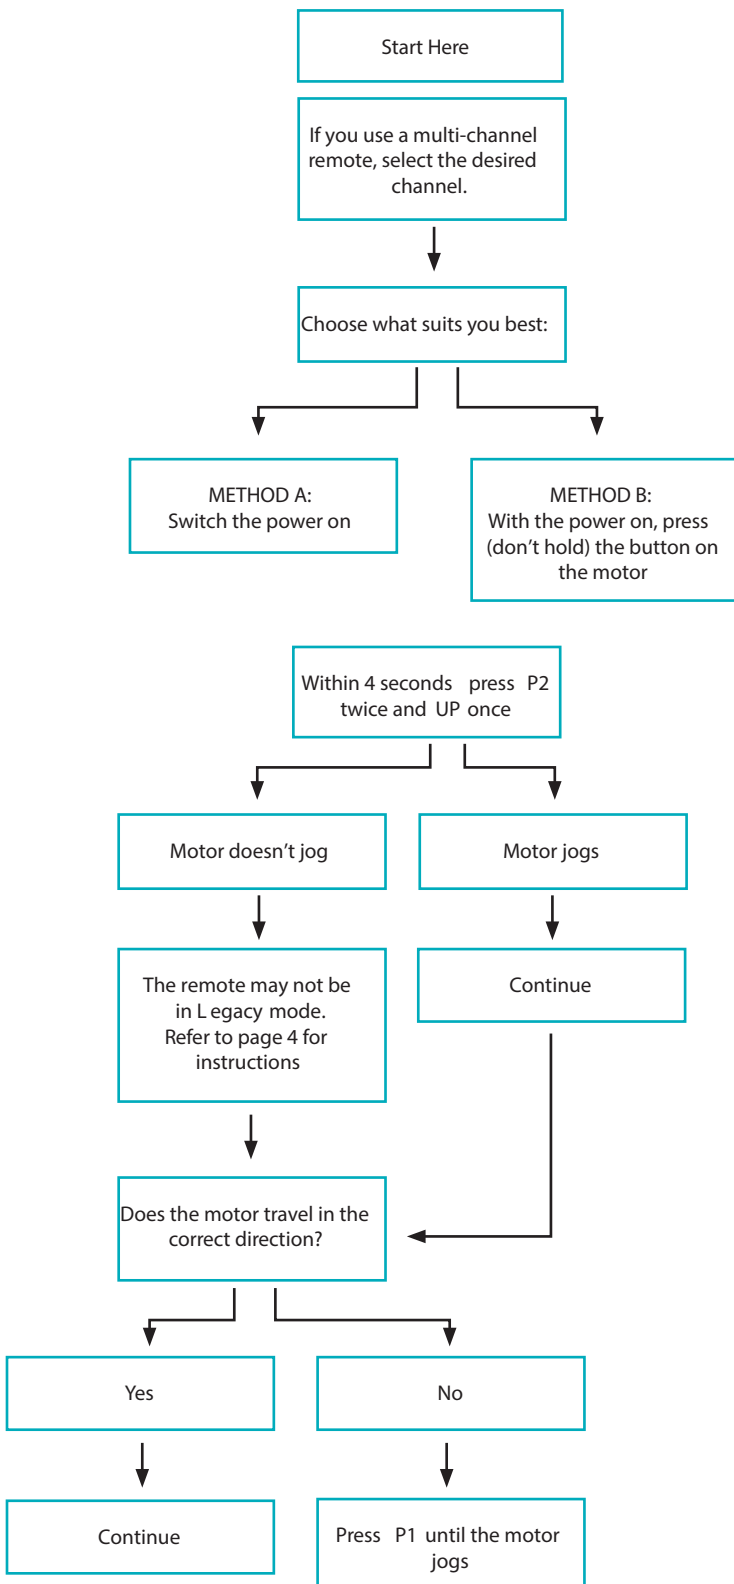 Start Here
If you use a multi-channel
remote, select the desired
channel.
Choose what suits you best:
METHOD A:
Switch the power on
METHOD B:
With the power on, press
(don't hold) the button on
the motor
Within 4 seconds press P2
twice and UP once
Motor doesn't jog
Motor jogs
The remote may not be
in L egacy mode.
Refer to page 4 for
instructions
Continue
Does the motor travel in the
correct direction?
Yes
No
Continue
Press P1 until the motor
jogs